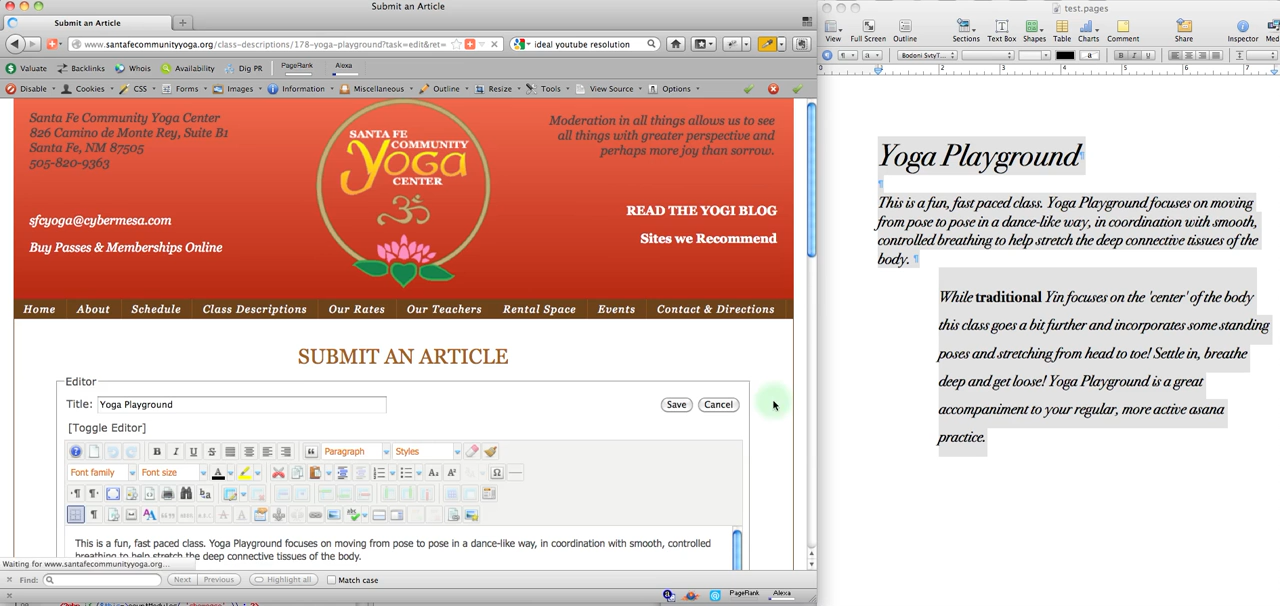 Submit an Article
test.pages
Submit an Article
www.santafecommunityyoga.org/class-descriptions/178-yoga-playground?task=edit&ret=
ideal youtube resolution
View Full Screen Outline Sections Text Box Shapes Table Charts Comment Share Inspector Med
Valuate Backlinks Whois Availability Dig PR PageRank Alexa
Bodoni SvtyT...
Disable Cookies CSS Forms Images Information Miscellaneous Outline Resize Tools View Source Options
0 1 2 3 4 5 6 7
Santa Fe Community Yoga Center
826 Camino de Monte Rey, Suite B1
Santa Fe, NM 87505
505-820-9363
sfcyoga@cybermesa.com
Buy Passes & Memberships Online
SANTA FE
COMMUNITY
YOGA
CENTER
ॐ
Moderation in all things allows us to see
all things with greater perspective and
perhaps more joy than sorrow.
READ THE YOGI BLOG
Sites we Recommend
Home About Schedule Class Descriptions Our Rates Our Teachers Rental Space Events Contact & Directions
SUBMIT AN ARTICLE
Editor
Title: Yoga Playground Save Cancel
[Toggle Editor]
Paragraph Styles
Font family Font size
This is a fun, fast paced class. Yoga Playground focuses on moving from pose to pose in a dance-like way, in coordination with smooth, controlled
breathing to help stretch the deep connective tissues of the body.
Waiting for www.santafecommunityyoga.org...
Find: Next Previous Highlight all Match case
PageRank Alexa
Yoga Playground
This is a fun, fast paced class. Yoga Playground focuses on moving
from pose to pose in a dance-like way, in coordination with smooth,
controlled breathing to help stretch the deep connective tissues of the
body.
While traditional Yin focuses on the 'center' of the body
this class goes a bit further and incorporates some standing
poses and stretching from head to toe! Settle in, breathe
deep and get loose! Yoga Playground is a great
accompaniment to your regular, more active asana
practice.